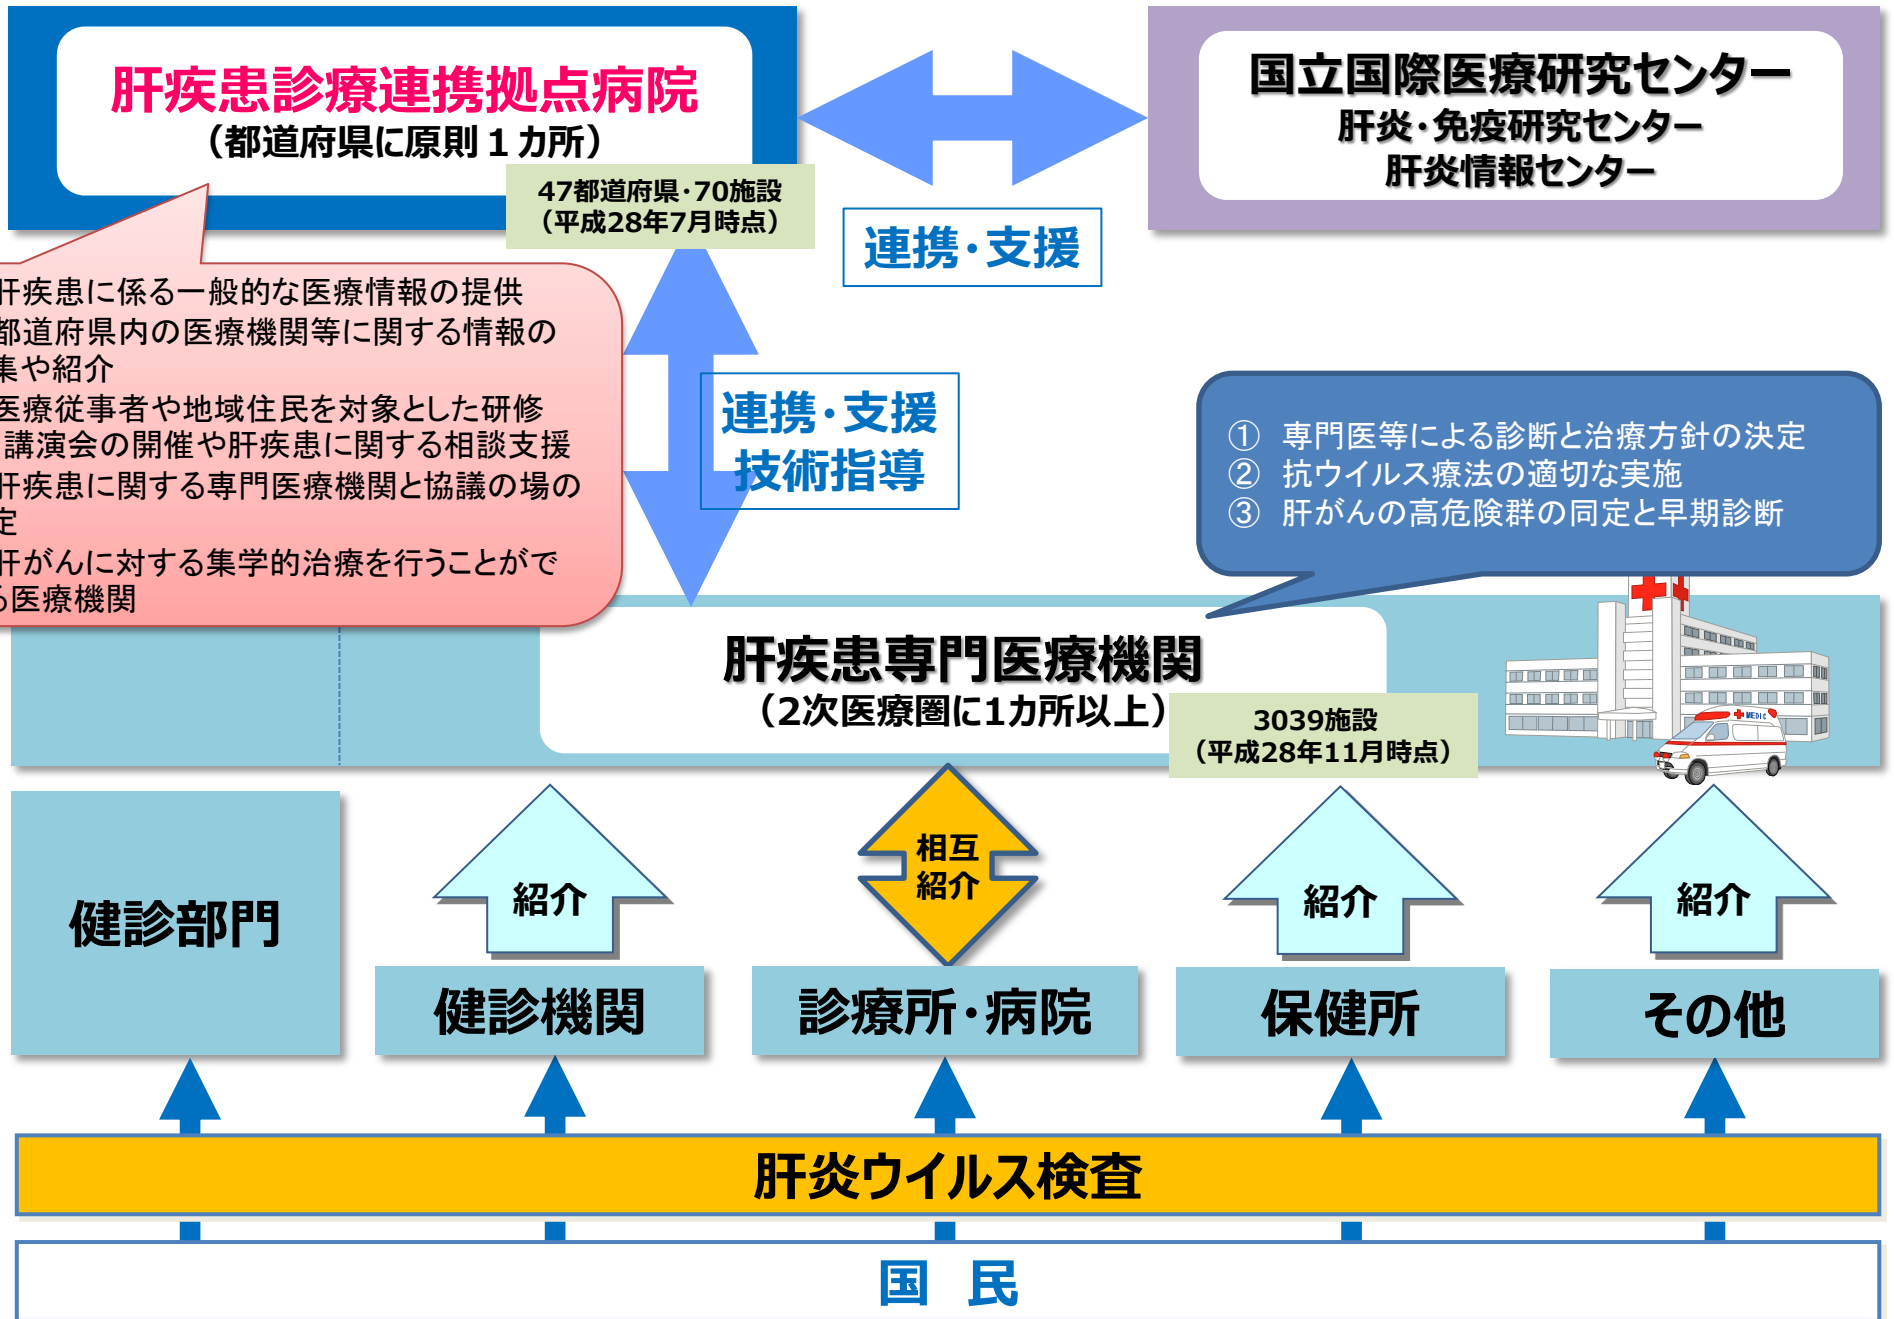 肝疾患診療連携拠点病院
（都道府県に原則１カ所）
47都道府県・70施設
（平成28年7月時点）
国立国際医療研究センター
肝炎・免疫研究センター
肝炎情報センター
連携・支援
肝疾患に係る一般的な医療情報の提供
都道府県内の医療機関等に関する情報の
集や紹介
医療従事者や地域住民を対象とした研修
講演会の開催や肝疾患に関する相談支援
肝疾患に関する専門医療機関と協議の場の
定
肝がんに対する集学的治療を行うことがで
る医療機関
連携・支援
技術指導
① 専門医等による診断と治療方針の決定
② 抗ウイルス療法の適切な実施
③ 肝がんの高危険群の同定と早期診断
肝疾患専門医療機関
（2次医療圏に1カ所以上）
3039施設
（平成28年11月時点）
MEDIC
健診部門
紹介
相互
紹介
紹介
紹介
健診機関
診療所・病院
保健所
その他
肝炎ウイルス検査
国 民